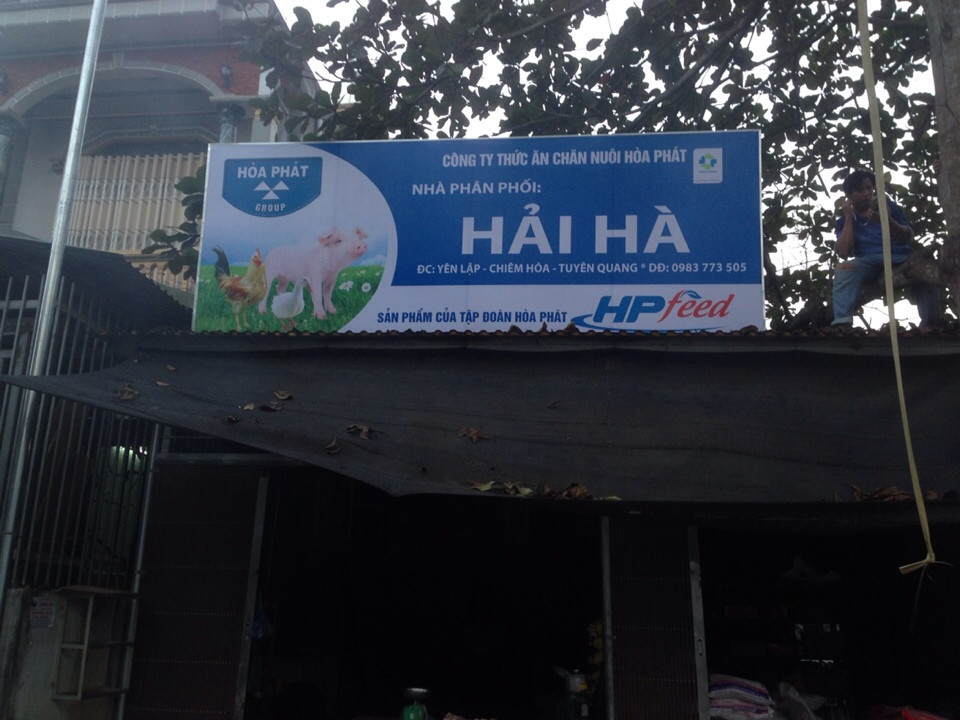 HÒA PHÁT
GROUP
CÔNG TY THỨC ĂN CHĂN NUÔI HÒA PHÁT
NHÀ PHÂN PHỐI:
HẢI HÀ
ĐC: YÊN LẬP - CHIÊM HÓA - TUYÊN QUANG * DĐ: 0983 773 505
SẢN PHẨM CỦA TẬP ĐOÀN HÒA PHÁT
HPfeed